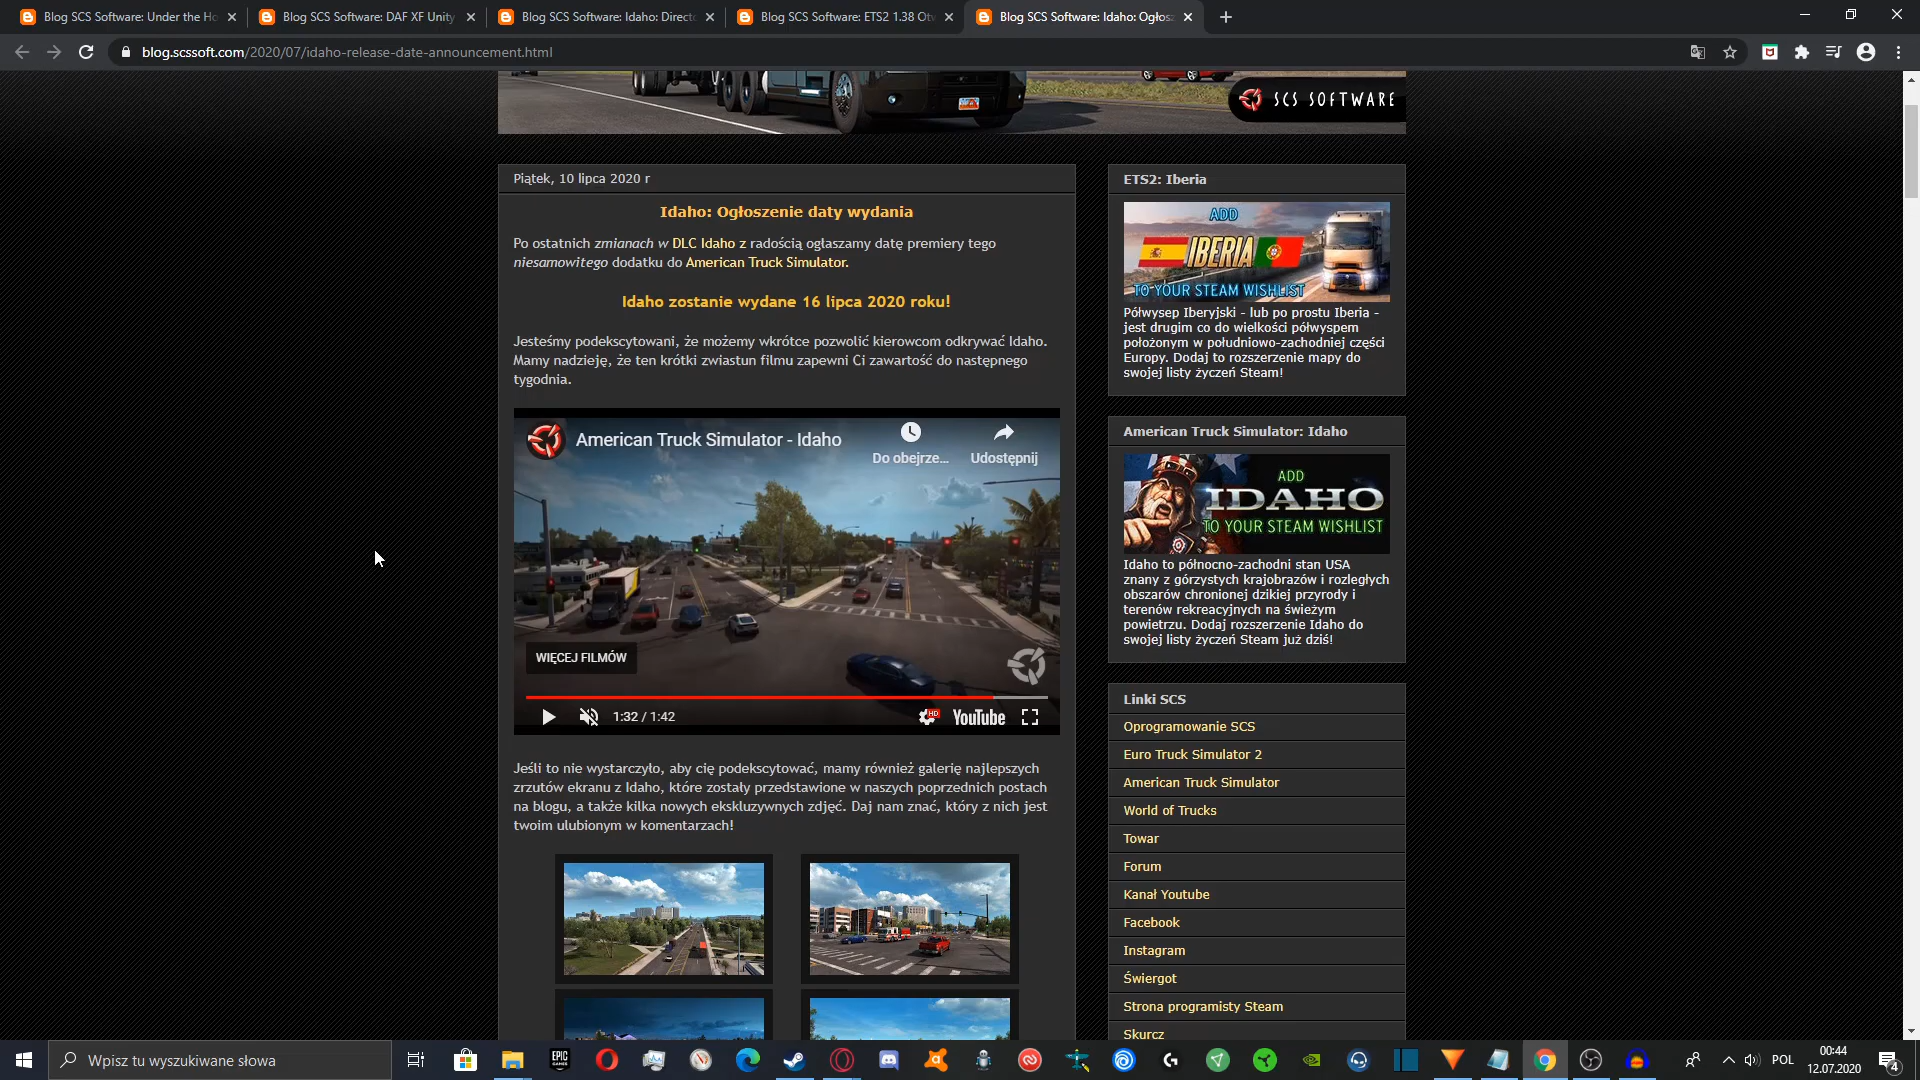 Blog SCS Software: Under the Ho
Blog SCS Software: DAF XF Unity
Blog SCS Software: Idaho: Directo
Blog SCS Software: ETS2 1.38 Otw
Blog SCS Software: Idaho: Ogłosz
blog.scssoft.com/2020/07/idaho-release-date-announcement.html
SCS SOFTWARE
Piątek, 10 lipca 2020 r
Idaho: Ogłoszenie daty wydania
Po ostatnich zmianach w DLC Idaho z radością ogłaszamy datę premiery tego
niesamowitego dodatku do American Truck Simulator.
Idaho zostanie wydane 16 lipca 2020 roku!
Jesteśmy podekscytowani, że możemy wkrótce pozwolić kierowcom odkrywać Idaho.
Mamy nadzieję, że ten krótki zwiastun filmu zapewni Ci zawartość do następnego
tygodnia.
American Truck Simulator - Idaho
Do obejrze...
Udostępnij
WIĘCEJ FILMÓW
1:32 / 1:42
HD
YouTube
Jeśli to nie wystarczyło, aby cię podekscytować, mamy również galerię najlepszych
zrzutów ekranu z Idaho, które zostały przedstawione w naszych poprzednich postach
na blogu, a także kilka nowych ekskluzywnych zdjęć. Daj nam znać, który z nich jest
twoim ulubionym w komentarzach!
ETS2: Iberia
ADD
IBERIA
TO YOUR STEAM WISHLIST
Półwysep Iberyjski - lub po prostu Iberia -
jest drugim co do wielkości półwyspem
położonym w południowo-zachodniej części
Europy. Dodaj to rozszerzenie mapy do
swojej listy życzeń Steam!
American Truck Simulator: Idaho
ADD
IDAHO
TO YOUR STEAM WISHLIST
Idaho to północno-zachodni stan USA
znany z górzystych krajobrazów i rozległych
obszarów chronionej dzikiej przyrody i
terenów rekreacyjnych na świeżym
powietrzu. Dodaj rozszerzenie Idaho do
swojej listy życzeń Steam już dziś!
Linki SCS
Oprogramowanie SCS
Euro Truck Simulator 2
American Truck Simulator
World of Trucks
Towar
Forum
Kanał Youtube
Facebook
Instagram
Świergot
Strona programisty Steam
Skurcz
Wpisz tu wyszukiwane słowa
EPIC
GAMES
POL
00:44
12.07.2020
4